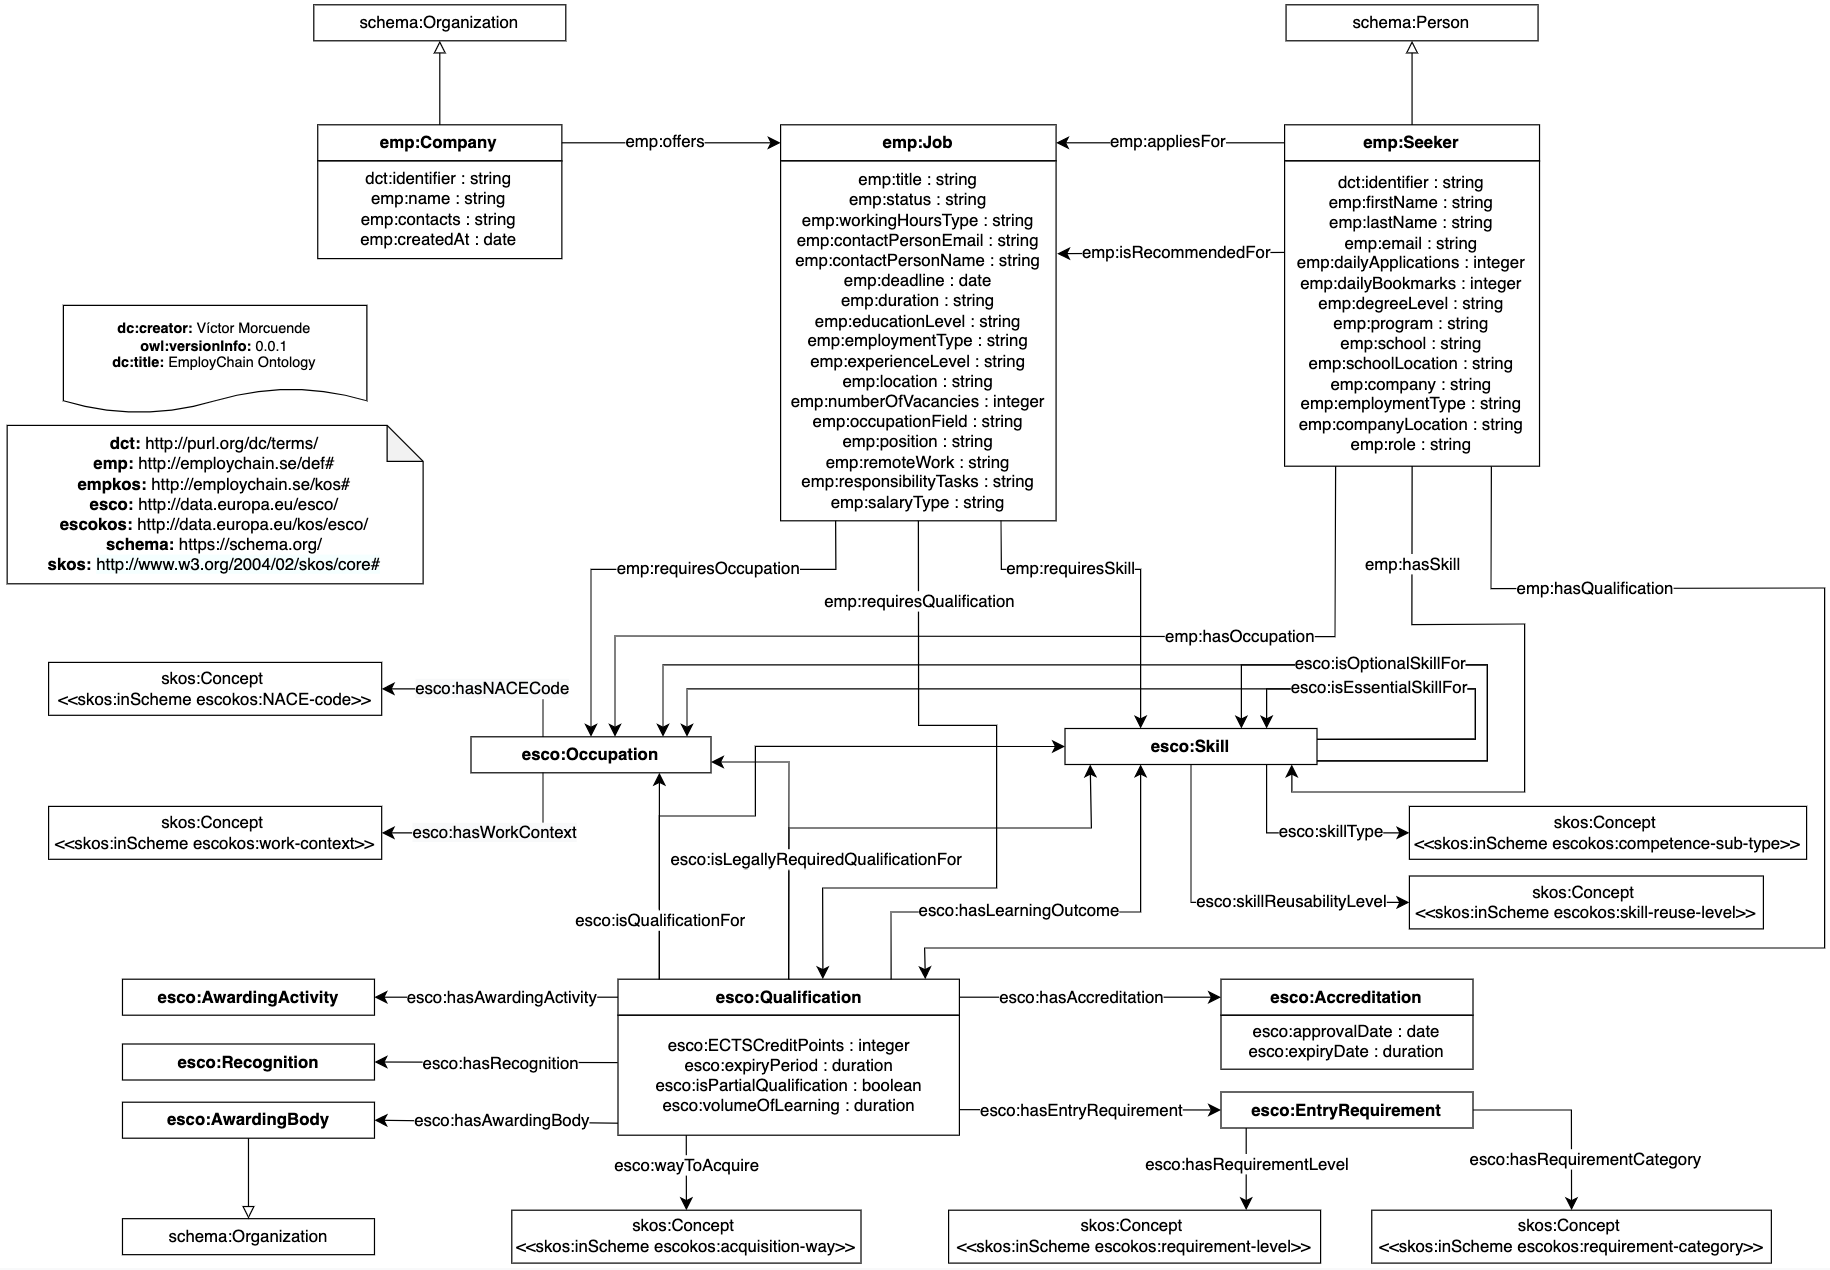 schema:Organization
schema:Person
emp:Company
dct:identifier : string
emp:name : string
emp:contacts : string
emp:createdAt : date
emp:offers
emp:Job
emp:title : string
emp:status : string
emp:workingHoursType : string
emp:contactPersonEmail : string
emp:contactPersonName : string
emp:deadline : date
emp:duration : string
emp:educationLevel : string
emp:employmentType : string
emp:experienceLevel : string
emp:location : string
emp:numberOfVacancies : integer
emp:occupationField : string
emp:position : string
emp:remoteWork : string
emp:responsibilityTasks : string
emp:salaryType : string
emp:appliesFor
emp:isRecommendedFor
emp:Seeker
dct:identifier : string
emp:firstName : string
emp:lastName : string
emp:email : string
emp:dailyApplications : integer
emp:dailyBookmarks : integer
emp:degreeLevel : string
emp:program : string
emp:school : string
emp:schoolLocation : string
emp:company : string
emp:employmentType : string
emp:companyLocation : string
emp:role : string
dc:creator: Víctor Morcuende
owl:versionInfo: 0.0.1
dc:title: EmployChain Ontology
dct: http://purl.org/dc/terms/
emp: http://employchain.se/def#
empkos: http://employchain.se/kos#
esco: http://data.europa.eu/esco/
escokos: http://data.europa.eu/kos/esco/
schema: https://schema.org/
skos: http://www.w3.org/2004/02/skos/core#
emp:requiresOccupation
emp:requiresSkill
emp:requiresQualification
emp:hasSkill
emp:hasQualification
emp:hasOccupation
esco:isOptionalSkillFor
esco:isEssentialSkillFor
skos:Concept
<<skos:inScheme escokos:NACE-code>>
esco:hasNACECode
esco:Occupation
esco:Skill
skos:Concept
<<skos:inScheme escokos:work-context>>
esco:hasWorkContext
esco:skillType
skos:Concept
<<skos:inScheme escokos:competence-sub-type>>
esco:isLegallyRequiredQualificationFor
esco:skillReusabilityLevel
skos:Concept
<<skos:inScheme escokos:skill-reuse-level>>
esco:isQualificationFor
esco:hasLearningOutcome
esco:AwardingActivity
esco:hasAwardingActivity
esco:Qualification
esco:ECTSCreditPoints : integer
esco:expiryPeriod : duration
esco:isPartialQualification : boolean
esco:volumeOfLearning : duration
esco:hasAccreditation
esco:Accreditation
esco:approvalDate : date
esco:expiryDate : duration
esco:Recognition
esco:hasRecognition
esco:AwardingBody
esco:hasAwardingBody
esco:hasEntryRequirement
esco:EntryRequirement
esco:wayToAcquire
esco:hasRequirementLevel
esco:hasRequirementCategory
schema:Organization
skos:Concept
<<skos:inScheme escokos:acquisition-way>>
skos:Concept
<<skos:inScheme escokos:requirement-level>>
skos:Concept
<<skos:inScheme escokos:requirement-category>>